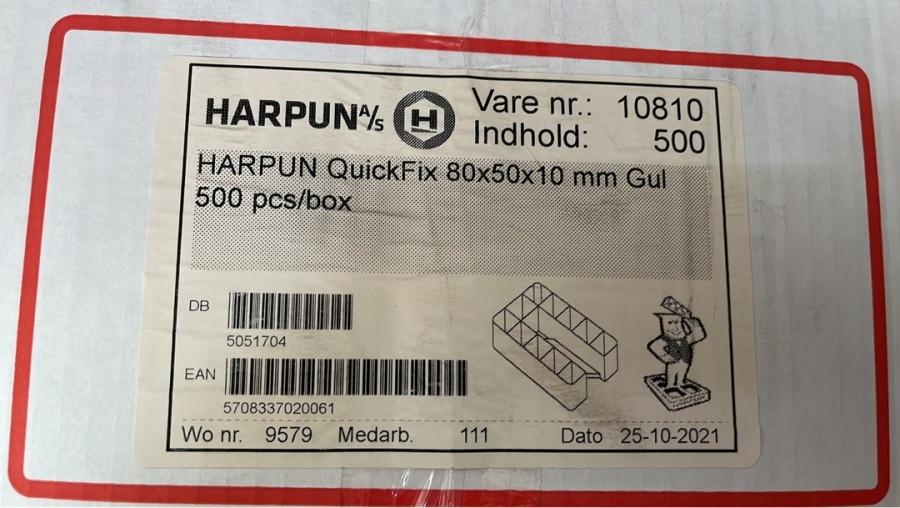 HARPUN A/S H Vare nr.: 10810
Indhold: 500
HARPUN QuickFix 80x50x10 mm Gul
500 pcs/box
DB
5051704
EAN
5708337020061
Wo nr. 9579 Medarb. 111 Dato 25-10-2021